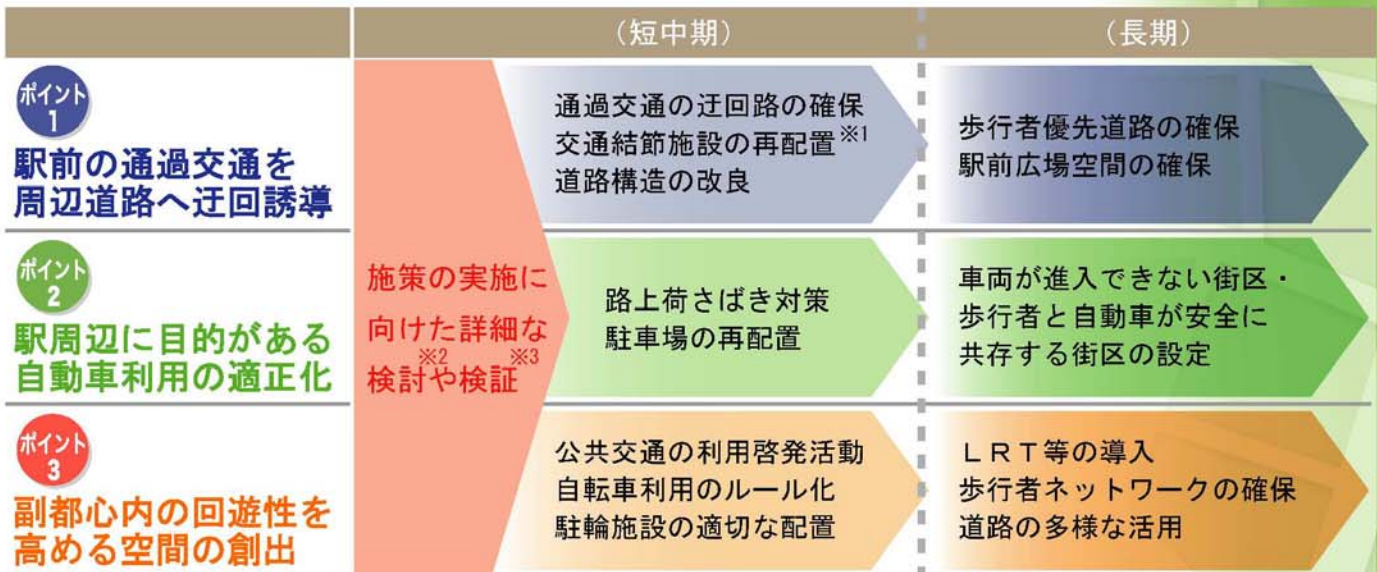 （短中期）
（長期）
ポイント
1
駅前の通過交通を
周辺道路へ迂回誘導
施策の実施に
向けた詳細な
検討※2や検証※3
通過交通の迂回路の確保
交通結節施設の再配置※1
道路構造の改良
歩行者優先道路の確保
駅前広場空間の確保
ポイント
2
駅周辺に目的がある
自動車利用の適正化
路上荷さばき対策
駐車場の再配置
車両が進入できない街区・
歩行者と自動車が安全に
共存する街区の設定
ポイント
3
副都心内の回遊性を
高める空間の創出
公共交通の利用啓発活動
自転車利用のルール化
駐輪施設の適切な配置
ＬＲＴ等の導入
歩行者ネットワークの確保
道路の多様な活用